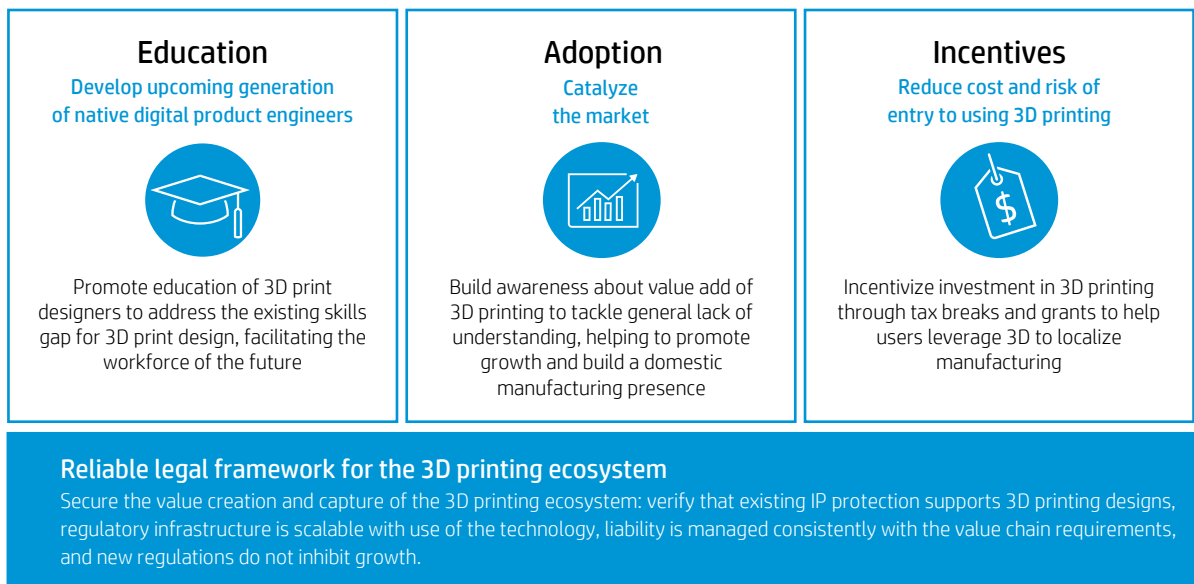 Education
Develop upcoming generation
of native digital product engineers
Promote education of 3D print
designers to address the existing skills
gap for 3D print design, facilitating the
workforce of the future
Adoption
Catalyze
the market
Build awareness about value add of
3D printing to tackle general lack of
understanding, helping to promote
growth and build a domestic
manufacturing presence
Incentives
Reduce cost and risk of
entry to using 3D printing
$
Incentivize investment in 3D printing
through tax breaks and grants to help
users leverage 3D to localize
manufacturing
Reliable legal framework for the 3D printing ecosystem
Secure the value creation and capture of the 3D printing ecosystem: verify that existing IP protection supports 3D printing designs,
regulatory infrastructure is scalable with use of the technology, liability is managed consistently with the value chain requirements,
and new regulations do not inhibit growth.